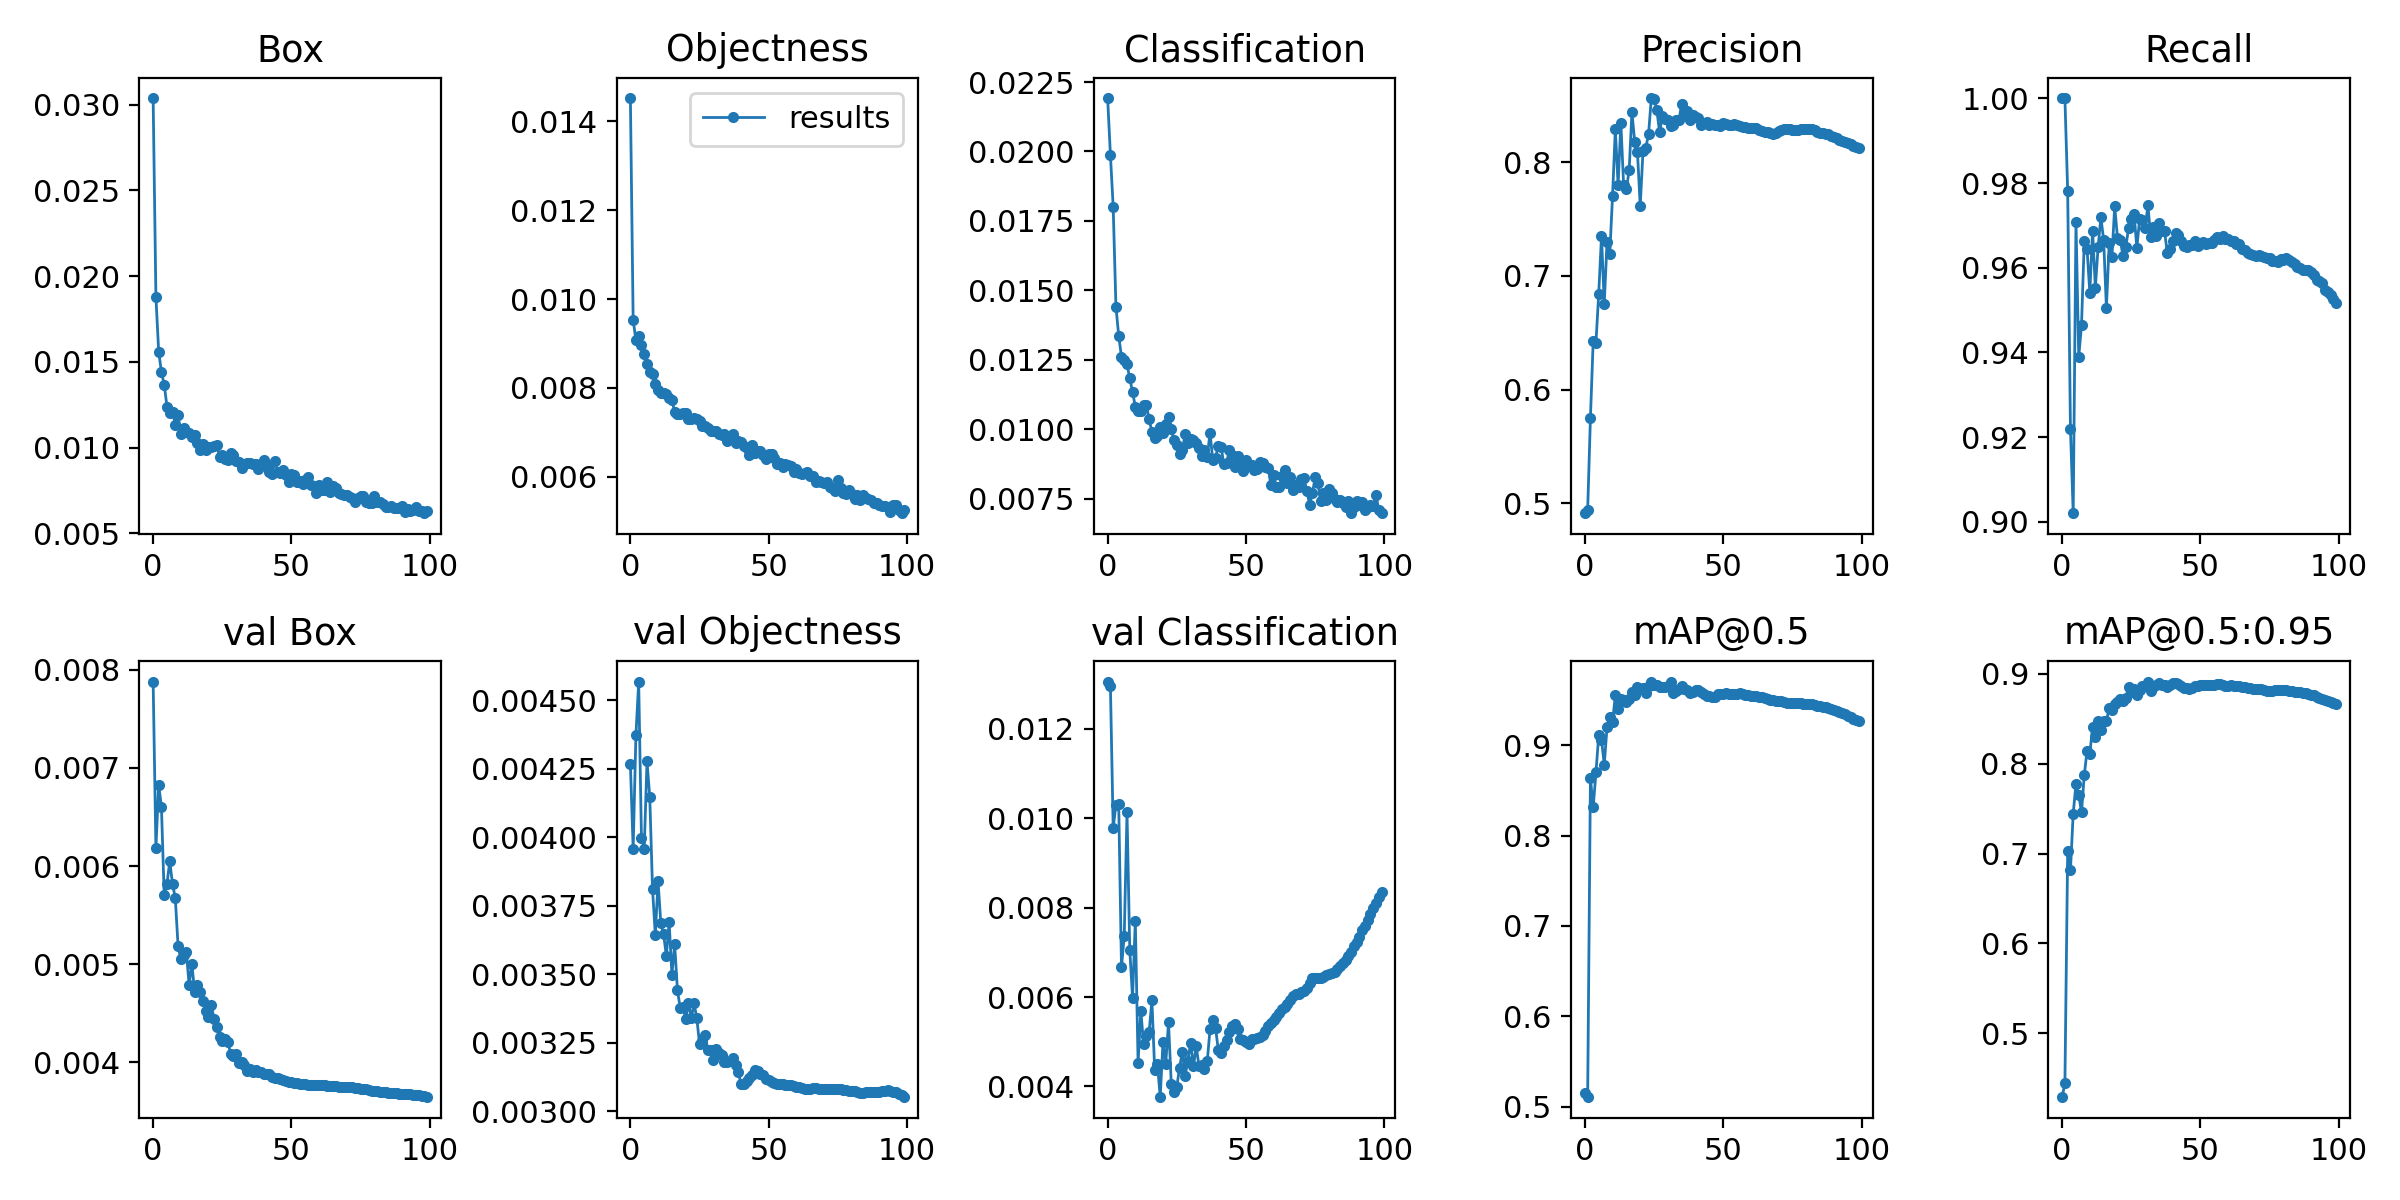 Box
0.030
0.025
0.020
0.015
0.010
0.005
0 50 100
Objectness
results
0.014
0.012
0.010
0.008
0.006
0 50 100
Classification
0.0225
0.0200
0.0175
0.0150
0.0125
0.0100
0.0075
0 50 100
Precision
0.8
0.7
0.6
0.5
0 50 100
Recall
1.00
0.98
0.96
0.94
0.92
0.90
0 50 100
val Box
0.008
0.007
0.006
0.005
0.004
0 50 100
val Objectness
0.00450
0.00425
0.00400
0.00375
0.00350
0.00325
0.00300
0 50 100
val Classification
0.012
0.010
0.008
0.006
0.004
0 50 100
mAP@0.5
0.9
0.8
0.7
0.6
0.5
0 50 100
mAP@0.5:0.95
0.9
0.8
0.7
0.6
0.5
0 50 100